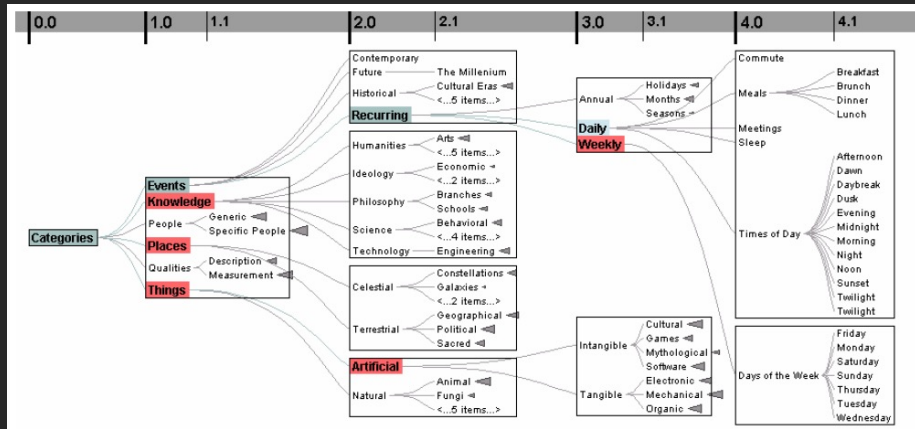 0.0 1.0 1.1 2.0 2.1 3.0 3.1 4.0 4.1
Categories
Events
Knowledge
People
Generic
Specific People
Places
Qualities
Description
Measurement
Things
Contemporary
Future
The Millenium
Historical
Cultural Eras
<...5 items...>
Recurring
Humanities
Arts
<...5 items...>
Ideology
Economic
<...2 items...>
Philosophy
Branches
Schools
Science
Behavioral
<...4 items...>
Technology
Engineering
Celestial
Constellations
Galaxies
<...2 items...>
Terrestrial
Geographical
Political
Sacred
Artificial
Natural
Animal
Fungi
<...5 items...>
Annual
Holidays
Months
Seasons
Daily
Weekly
Intangible
Cultural
Games
Mythological
Software
Tangible
Electronic
Mechanical
Organic
Commute
Meals
Breakfast
Brunch
Dinner
Lunch
Meetings
Sleep
Times of Day
Afternoon
Dawn
Daybreak
Dusk
Evening
Midnight
Morning
Night
Noon
Sunset
Twilight
Twilight
Days of the Week
Friday
Monday
Saturday
Sunday
Thursday
Tuesday
Wednesday